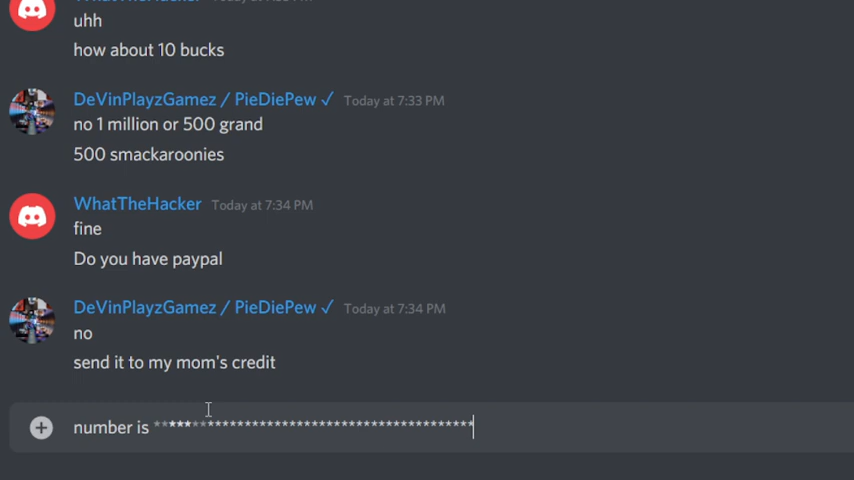 uhh
how about 10 bucks
DeVinPlayzGamez / PieDiePew ✓ Today at 7:33 PM
no 1 million or 500 grand
500 smackaroonies
WhatTheHacker Today at 7:34 PM
fine
Do you have paypal
DeVinPlayzGamez / PieDiePew ✓ Today at 7:34 PM
no
send it to my mom's credit
number is *******************************************